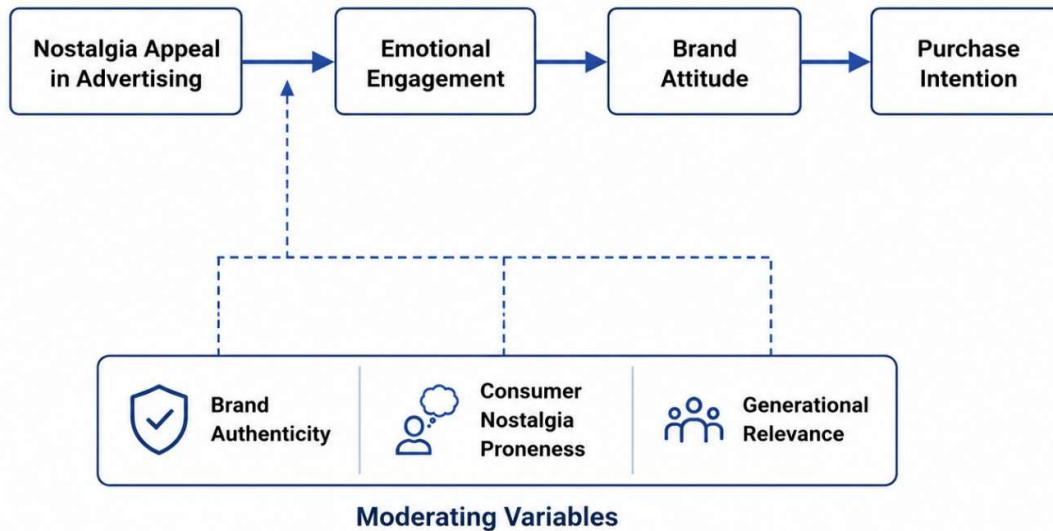 Nostalgia Appeal
in Advertising
Emotional
Engagement
Brand
Attitude
Purchase
Intention
Brand
Authenticity
Consumer
Nostalgia
Proneness
Generational
Relevance
Moderating Variables